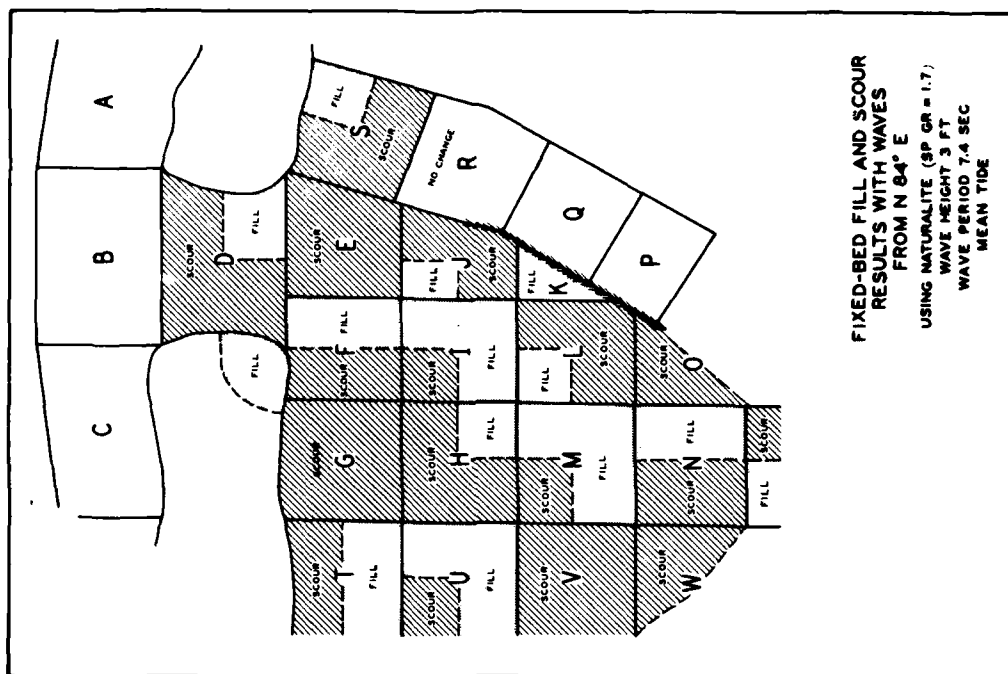 C
B
A
SCOUR
D
FILL
FILL
SCOUR
T
FILL
SCOUR
G
SCOUR
F
FILL
SCOUR
E
SCOUR
S
FILL
SCOUR
U
FILL
SCOUR
H
FILL
SCOUR
I
FILL
FILL
J
SCOUR
NO CHANGE
R
SCOUR
V
SCOUR
M
FILL
FILL
L
SCOUR
FILL
K
Q
SCOUR
W
SCOUR
N
FILL
SCOUR
O
P
FILL
SCOUR
FIXED-BED FILL AND SCOUR
RESULTS WITH WAVES
FROM N 84° E
USING NATURALITE (SP GR = 1.7)
WAVE HEIGHT 3 FT
WAVE PERIOD 7.4 SEC
MEAN TIDE